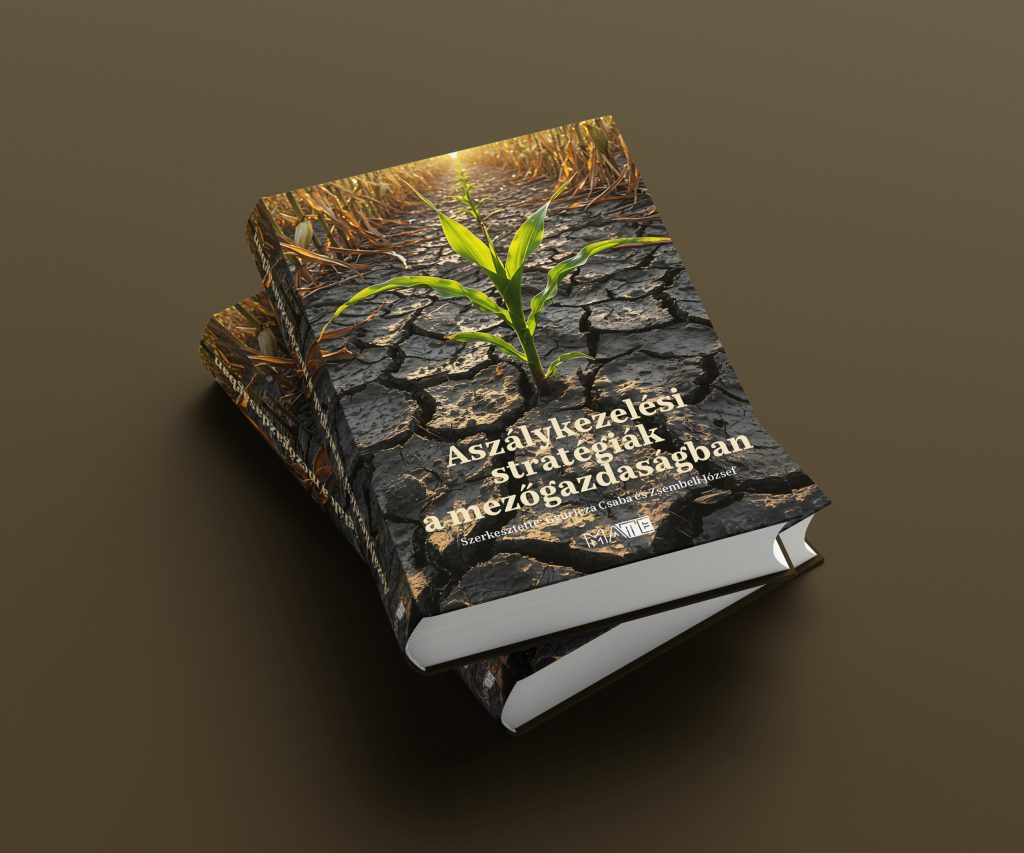 Aszálykezelési
stratégiák
a mezőgazdaságban
Szerkesztette: Gyuricza Csaba és Zsembeli József
MATE